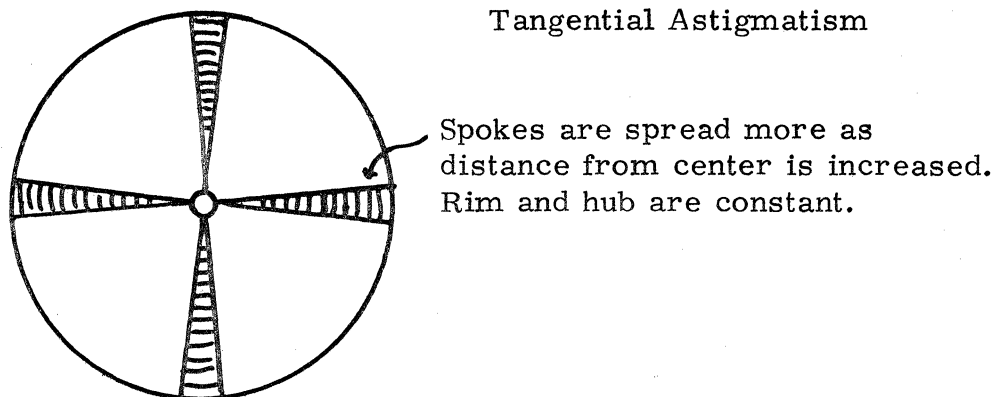 Tangential Astigmatism
Spokes are spread more as
distance from center is increased.
Rim and hub are constant.